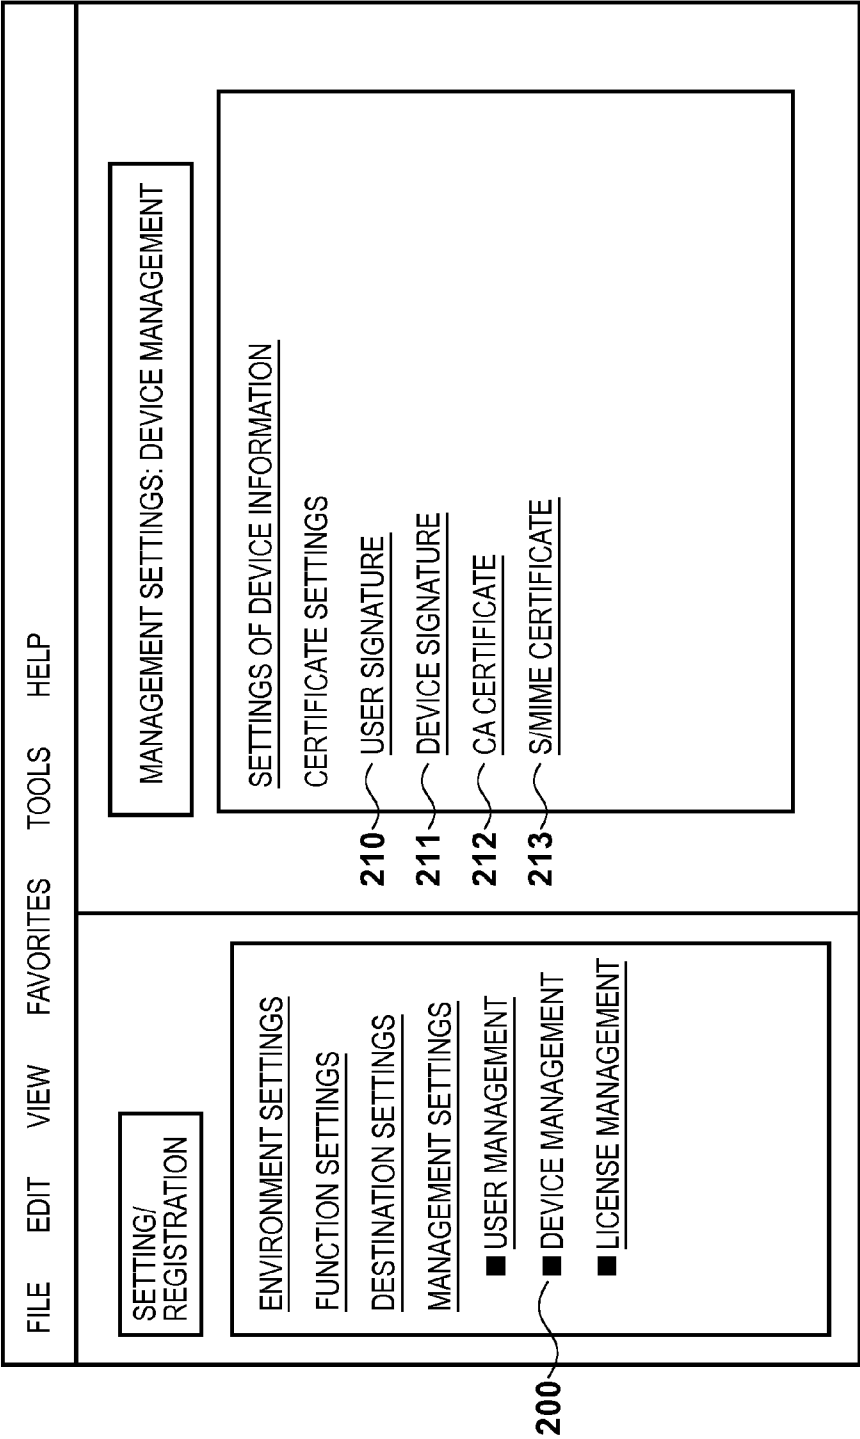 FILE EDIT VIEW FAVORITES TOOLS HELP
SETTING/
REGISTRATION
ENVIRONMENT SETTINGS
FUNCTION SETTINGS
DESTINATION SETTINGS
MANAGEMENT SETTINGS
USER MANAGEMENT
200 DEVICE MANAGEMENT
LICENSE MANAGEMENT
MANAGEMENT SETTINGS: DEVICE MANAGEMENT
SETTINGS OF DEVICE INFORMATION
CERTIFICATE SETTINGS
210 USER SIGNATURE
211 DEVICE SIGNATURE
212 CA CERTIFICATE
213 S/MIME CERTIFICATE